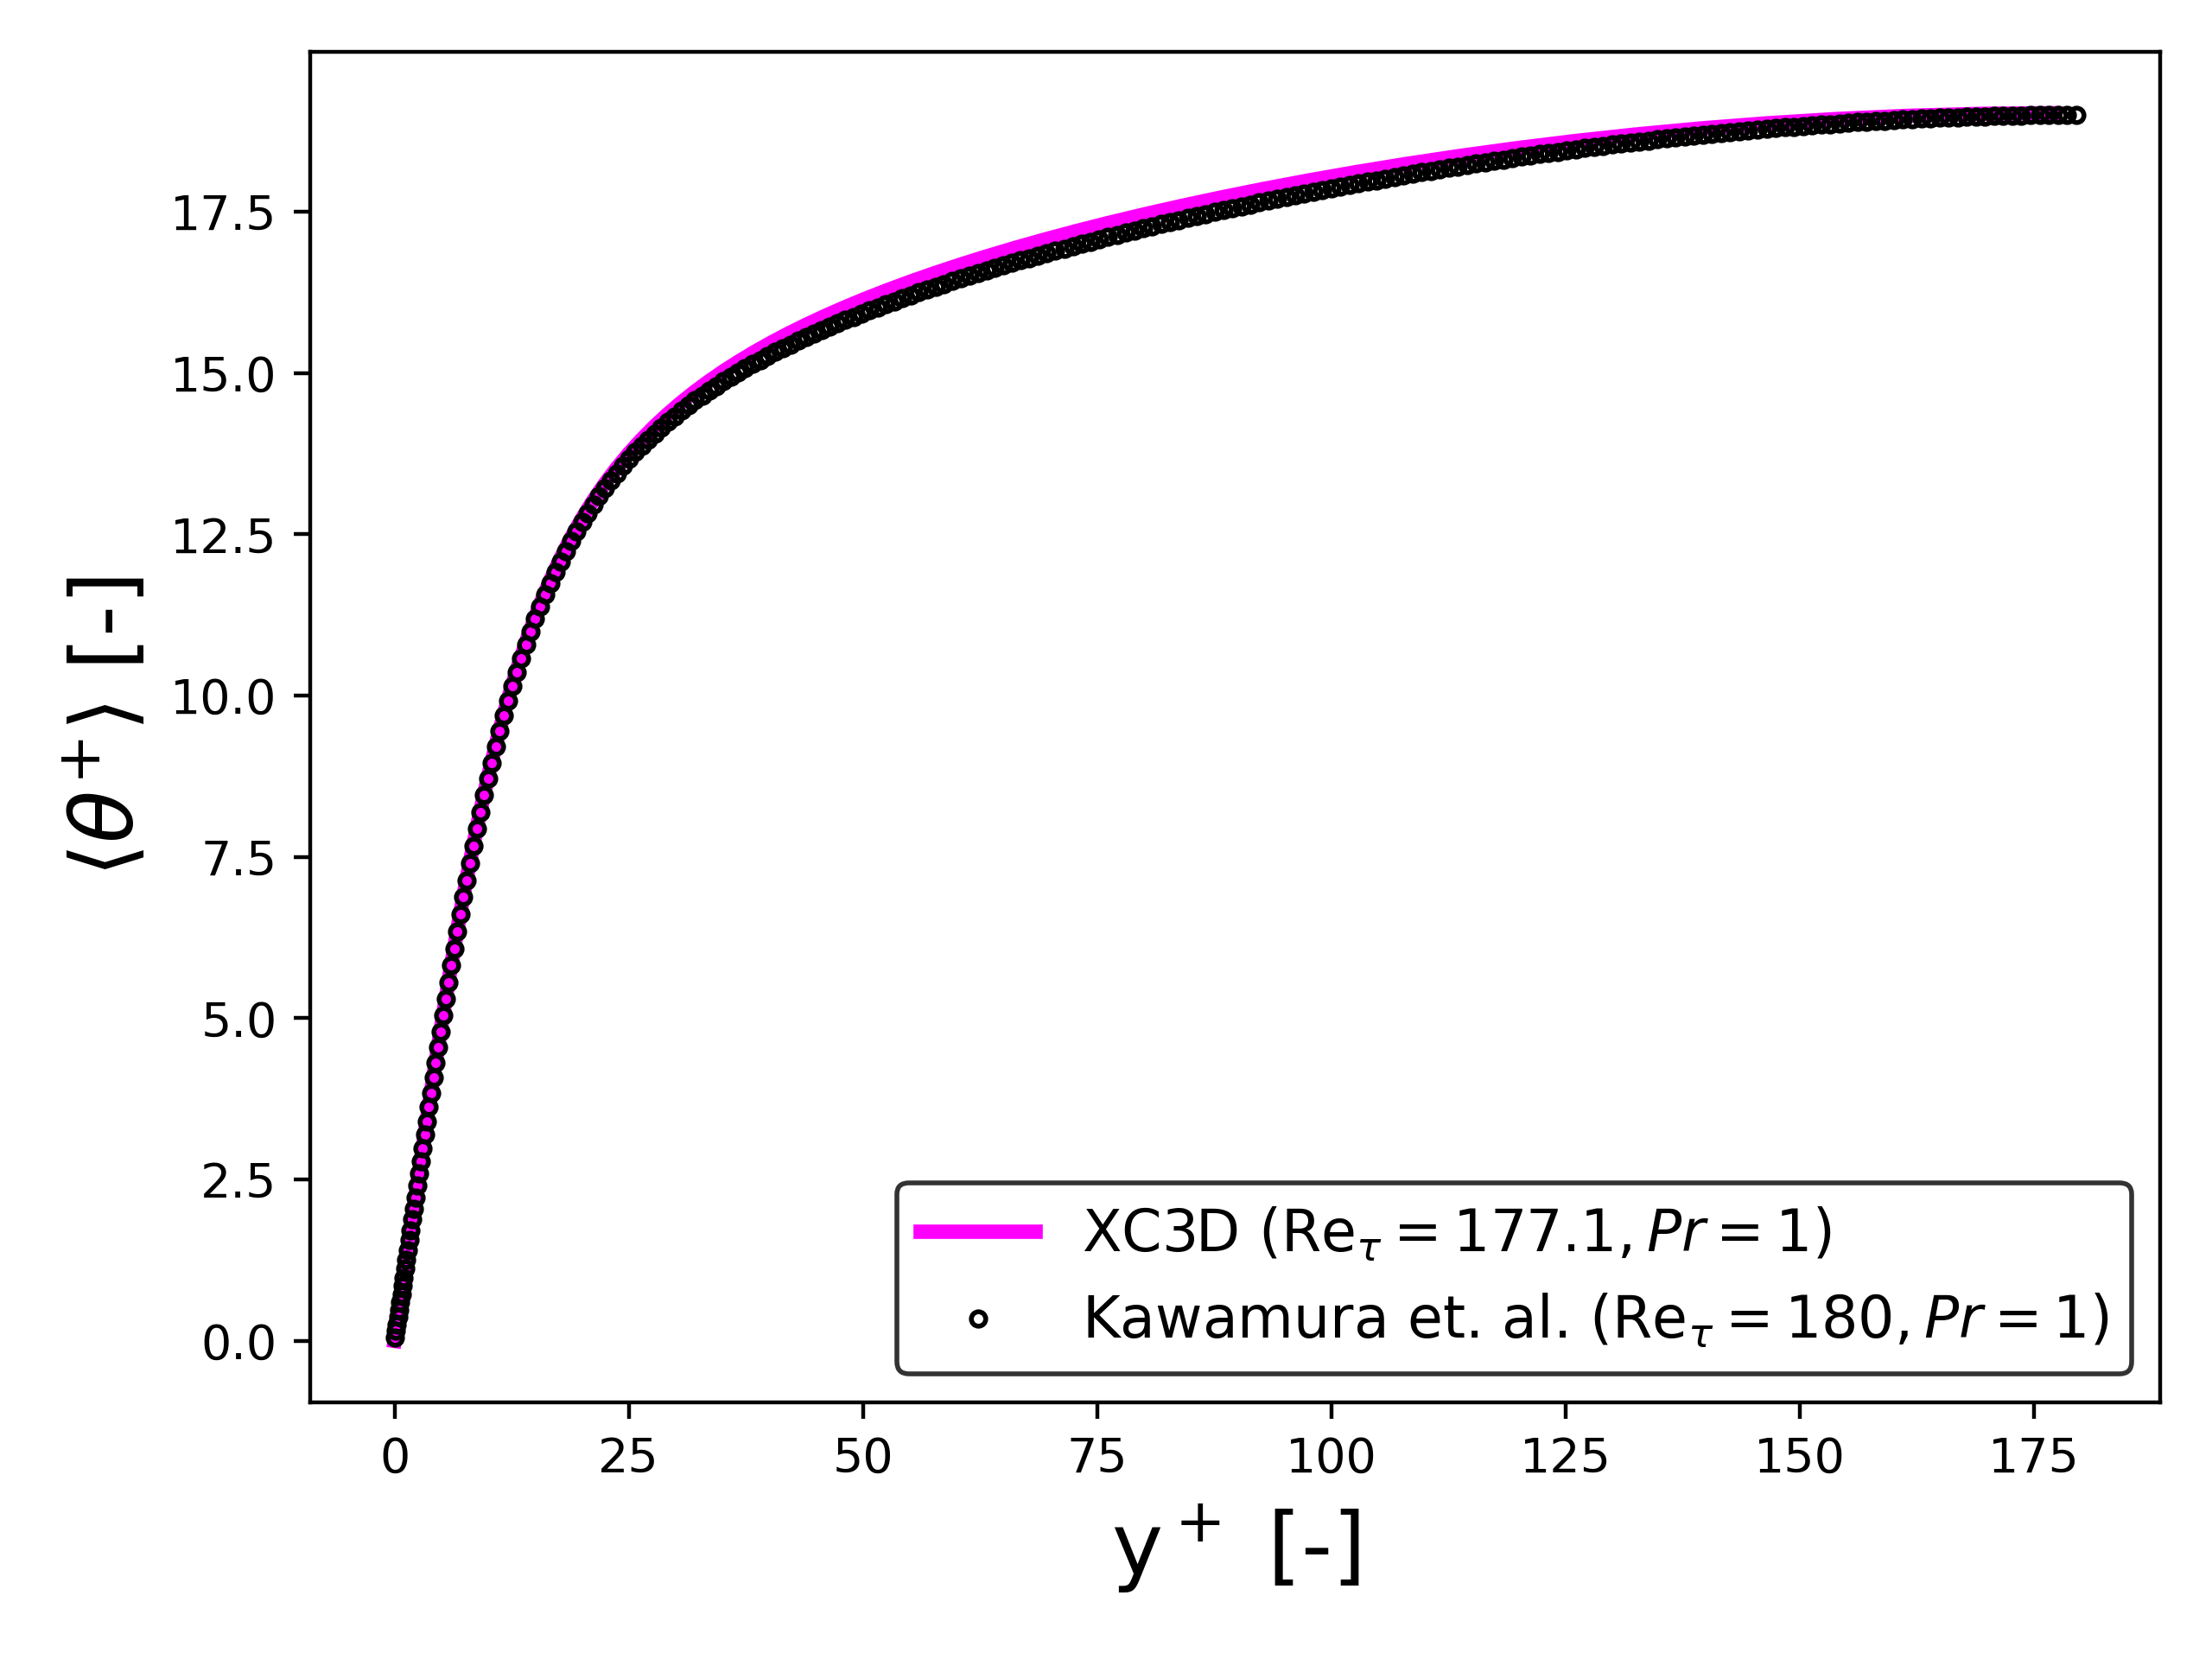 17.5
15.0
12.5
10.0
7.5
5.0
2.5
0.0
⟨θ⁺⟩ [-]
XC3D (Re_τ = 177.1, Pr = 1)
Kawamura et. al. (Re_τ = 180, Pr = 1)
0 25 50 75 100 125 150 175
y⁺ [-]